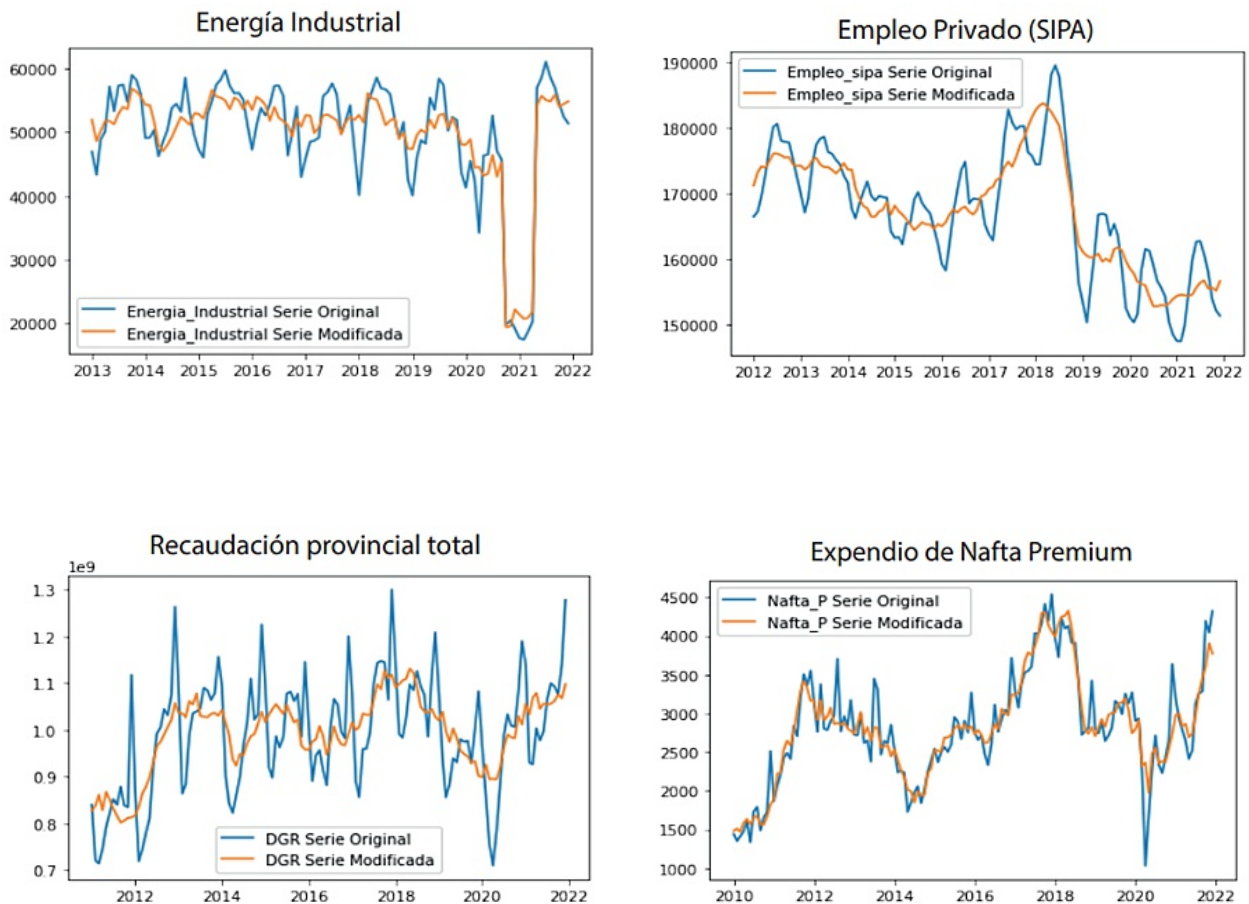 Energía Industrial
60000
50000
40000
30000
20000
Energia_Industrial Serie Original
Energia_Industrial Serie Modificada
2013 2014 2015 2016 2017 2018 2019 2020 2021 2022
Empleo Privado (SIPA)
190000
180000
170000
160000
150000
Empleo_sipa Serie Original
Empleo_sipa Serie Modificada
2012 2013 2014 2015 2016 2017 2018 2019 2020 2021 2022
Recaudación provincial total
1e9
1.3
1.2
1.1
1.0
0.9
0.8
0.7
DGR Serie Original
DGR Serie Modificada
2012 2014 2016 2018 2020 2022
Expendio de Nafta Premium
4500
4000
3500
3000
2500
2000
1500
1000
Nafta_P Serie Original
Nafta_P Serie Modificada
2010 2012 2014 2016 2018 2020 2022